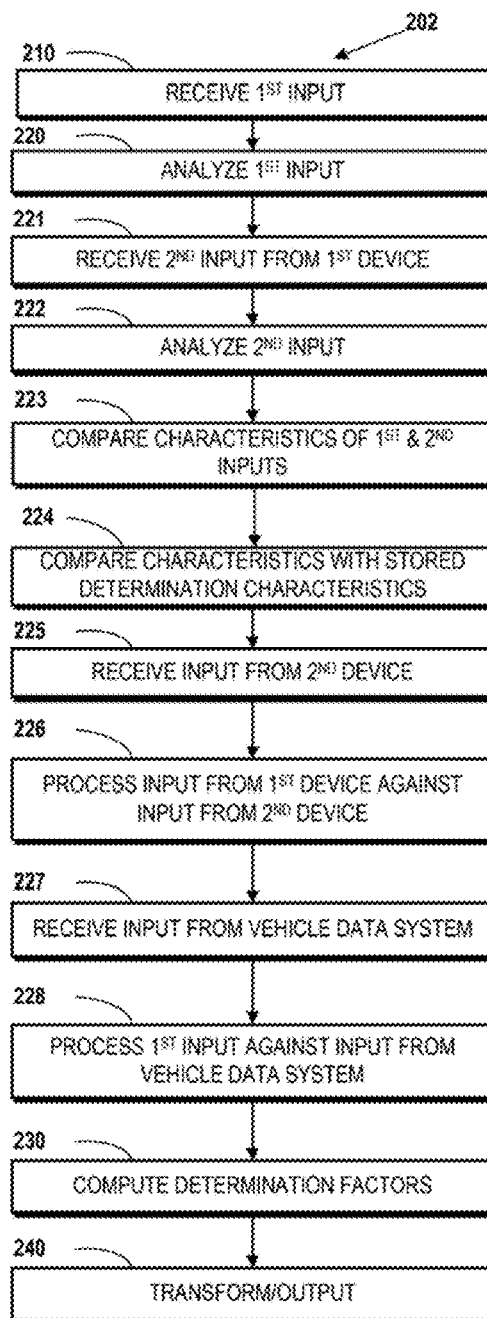 202
210
RECEIVE 1ST INPUT
220
ANALYZE 1ST INPUT
221
RECEIVE 2ND INPUT FROM 1ST DEVICE
222
ANALYZE 2ND INPUT
223
COMPARE CHARACTERISTICS OF 1ST & 2ND
INPUTS
224
COMPARE CHARACTERISTICS WITH STORED
DETERMINATION CHARACTERISTICS
225
RECEIVE INPUT FROM 2ND DEVICE
226
PROCESS INPUT FROM 1ST DEVICE AGAINST
INPUT FROM 2ND DEVICE
227
RECEIVE INPUT FROM VEHICLE DATA SYSTEM
228
PROCESS 1ST INPUT AGAINST INPUT FROM
VEHICLE DATA SYSTEM
230
COMPUTE DETERMINATION FACTORS
240
TRANSFORM/OUTPUT